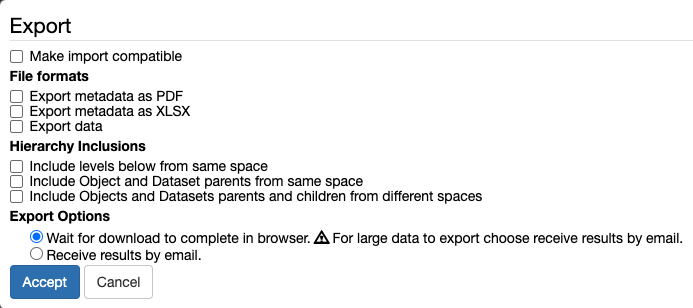 Export
Make import compatible
File formats
Export metadata as PDF
Export metadata as XLSX
Export data
Hierarchy Inclusions
Include levels below from same space
Include Object and Dataset parents from same space
Include Objects and Datasets parents and children from different spaces
Export Options
Wait for download to complete in browser. ⚠ For large data to export choose receive results by email.
Receive results by email.
Accept Cancel